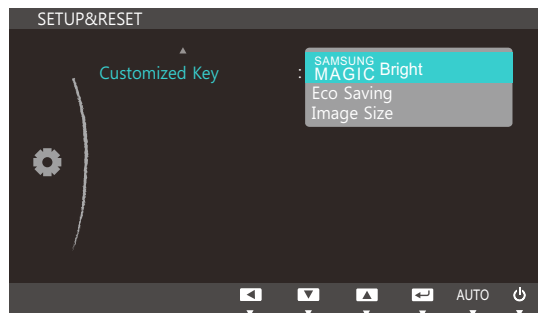 SETUP&RESET
Customized Key : SAMSUNG MAGIC Bright
Eco Saving
Image Size
AUTO